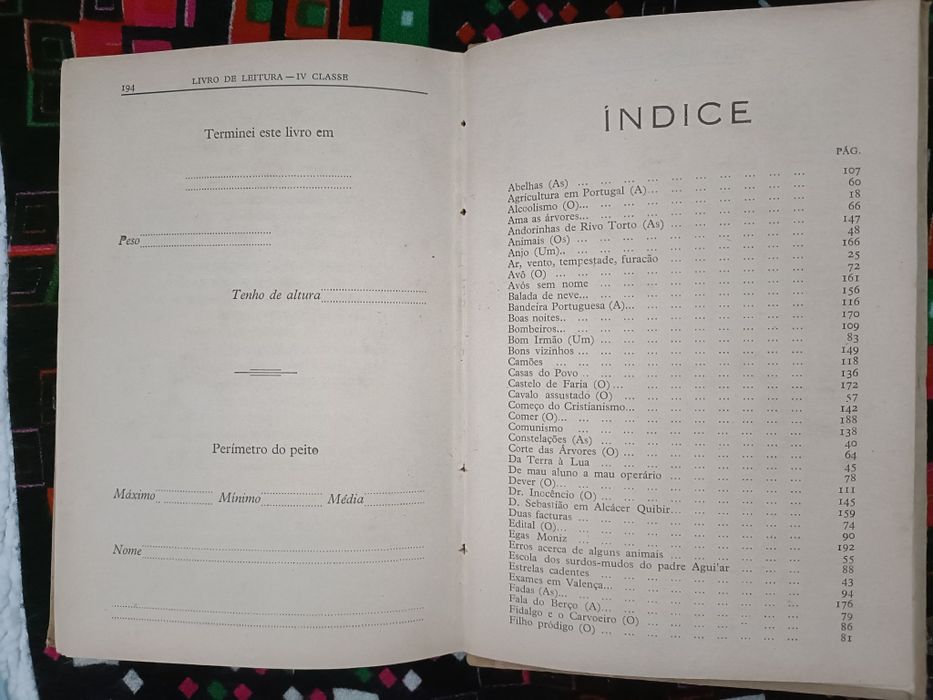 194
LIVRO DE LEITURA — IV CLASSE
Terminei este livro em
Peso
Tenho de altura
Perímetro do peito
Máximo Mínimo Média
Nome
ÍNDICE
PÁG.
Abelhas (As) ... 107
Agricultura em Portugal (A)... 60
Alcoolismo (O)... 18
Ama as árvores... 66
Andorinhas de Rivo Torto (As) ... 147
Animais (Os) ... 48
Anjo (Um).. ... 166
Ar, vento, tempestade, furacão ... 25
Avô (O) ... 72
Avós sem nome ... 161
Balada de neve... 156
Bandeira Portuguesa (A)... 116
Boas noites.. ... 170
Bombeiros... 109
Bom Irmão (Um) ... 83
Bons vizinhos ... 149
Camões ... 118
Casas do Povo .. ... 136
Castelo de Faria (O) ... 172
Cavalo assustado (O) ... 57
Começo do Cristianismo... 142
Comer (O)... 188
Comunismo ... 138
Constelações (As) ... 40
Corte das Árvores (O) ... 64
Da Terra à Lua ... 45
De mau aluno a mau operário ... 78
Dever (O)... 111
Dr. Inocêncio (O) ... 145
D. Sebastião em Alcácer Quibir... 159
Duas facturas ... 74
Edital (O)... 90
Egas Moniz ... 192
Erros acerca de alguns animais ... 55
Escola dos surdos-mudos do padre Agui'ar ... 88
Estrelas cadentes ... 43
Exames em Valença... 94
Fadas (As)... 176
Fala do Berço (A)... 79
Fidalgo e o Carvoeiro (O) ... 86
Filho pródigo (O) ... 81